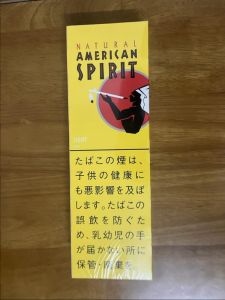 NATURAL
AMERICAN
SPIRIT
LIGHT
たばこの煙は、
子供の健康に
も悪影響を及ぼ
します。たばこの
誤飲を防ぐた
め、乳幼児の手
が届かない所に
保管・廃棄を。